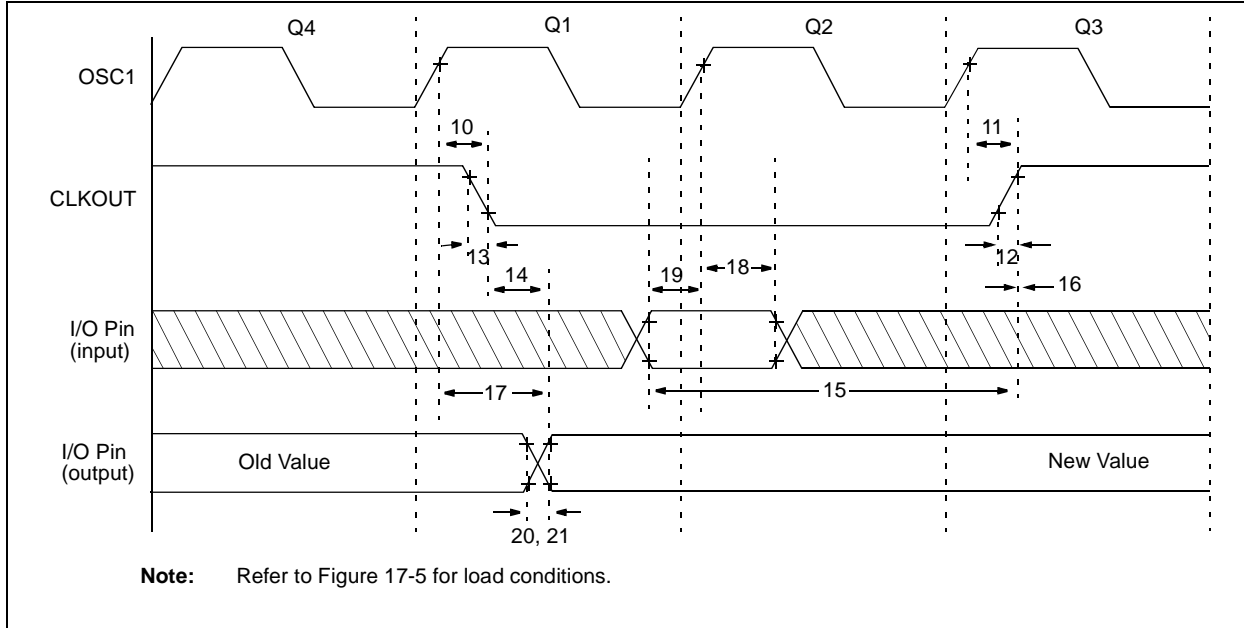 Q4
Q1
Q2
Q3
OSC1
10
11
CLKOUT
13
12
14
19
18
16
I/O Pin
(input)
17
15
I/O Pin
(output)
Old Value
New Value
20, 21
Note: Refer to Figure 17-5 for load conditions.